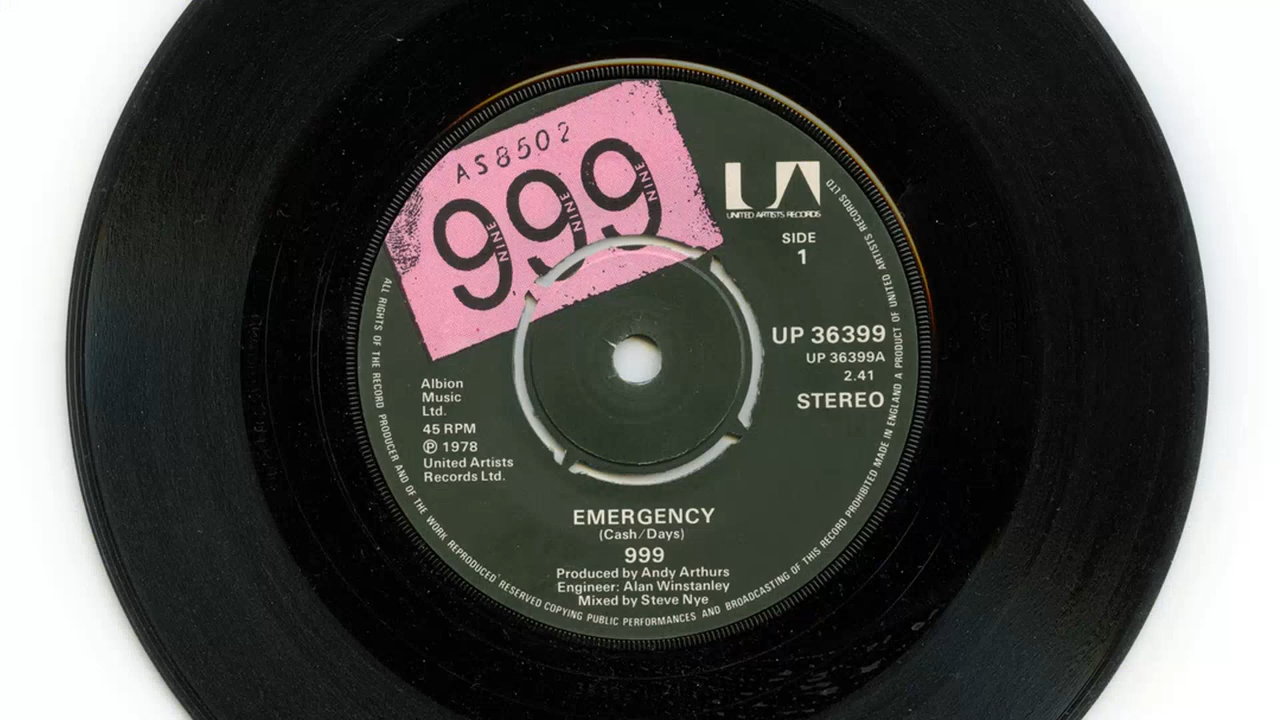 AS8502
999
NINE NINE NINE
UA
UNITED ARTISTS RECORDS
SIDE
1
UP 36399
UP 36399A
2.41
STEREO
Albion
Music
Ltd.
45 RPM
Ⓟ 1978
United Artists
Records Ltd.
EMERGENCY
(Cash/Days)
999
Produced by Andy Arthurs
Engineer: Alan Winstanley
Mixed by Steve Nye
ALL RIGHTS OF THE RECORD PRODUCER AND OF THE WORK REPRODUCED RESERVED COPYING PUBLIC PERFORMANCES AND BROADCASTING OF THIS RECORD PROHIBITED MADE IN ENGLAND A PRODUCT OF UNITED ARTISTS RECORDS LTD